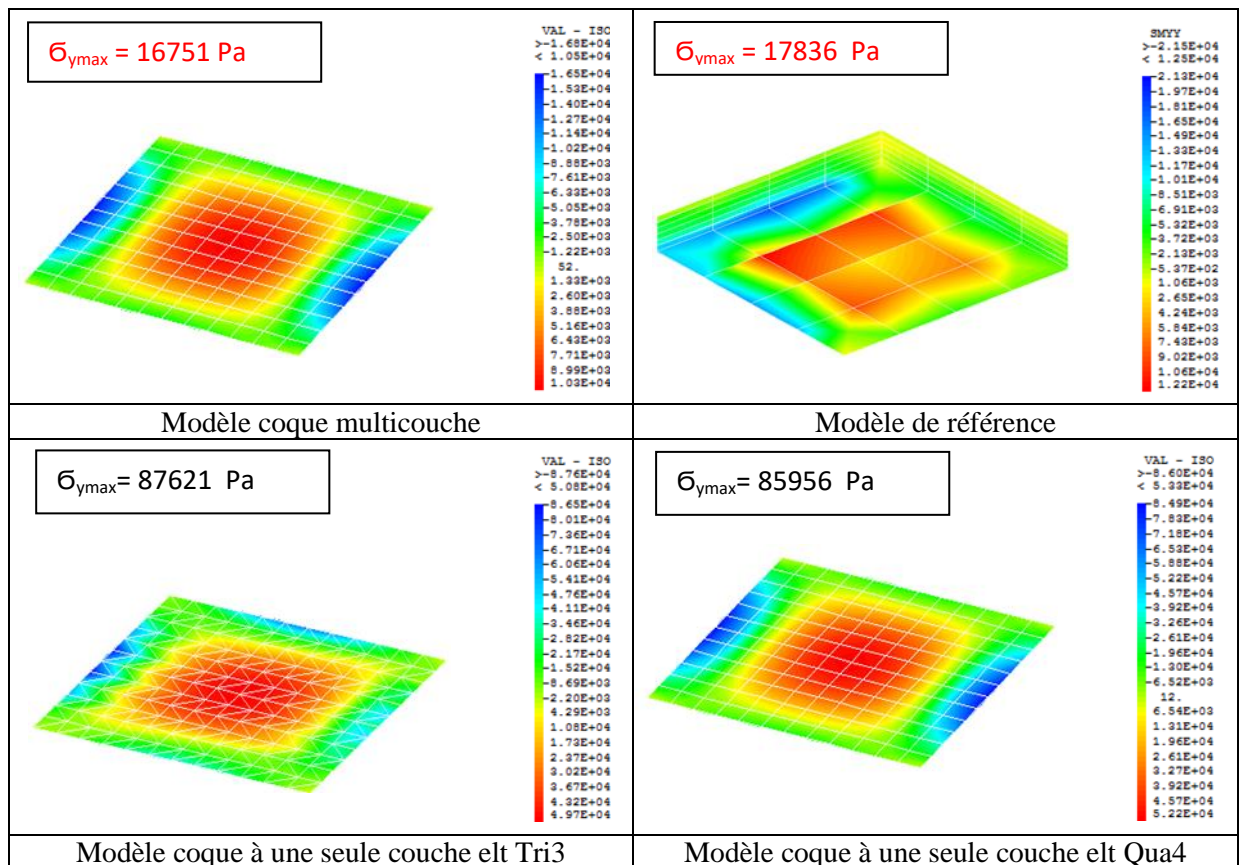 Ϭymax = 16751 Pa
VAL - ISO
>-1.68E+04
< 1.05E+04
-1.65E+04
-1.53E+04
-1.40E+04
-1.27E+04
-1.14E+04
-1.02E+04
-8.88E+03
-7.61E+03
-6.33E+03
-5.05E+03
-3.78E+03
-2.50E+03
-1.22E+03
52.
1.33E+03
2.60E+03
3.88E+03
5.16E+03
6.43E+03
7.71E+03
8.99E+03
1.03E+04
Ϭymax = 17836 Pa
SMYY
>-2.15E+04
< 1.25E+04
-2.13E+04
-1.97E+04
-1.81E+04
-1.65E+04
-1.49E+04
-1.33E+04
-1.17E+04
-1.01E+04
-8.51E+03
-6.91E+03
-5.32E+03
-3.72E+03
-2.13E+03
-5.37E+02
1.06E+03
2.65E+03
4.24E+03
5.84E+03
7.43E+03
9.02E+03
1.06E+04
1.22E+04
Modèle coque multicouche
Modèle de référence
Ϭymax= 87621 Pa
VAL - ISO
>-8.76E+04
< 5.08E+04
-8.65E+04
-8.01E+04
-7.36E+04
-6.71E+04
-6.06E+04
-5.41E+04
-4.76E+04
-4.11E+04
-3.46E+04
-2.82E+04
-2.17E+04
-1.52E+04
-8.69E+03
-2.20E+03
4.29E+03
1.08E+04
1.73E+04
2.37E+04
3.02E+04
3.67E+04
4.32E+04
4.97E+04
Ϭymax= 85956 Pa
VAL - ISO
>-8.60E+04
< 5.33E+04
-8.49E+04
-7.83E+04
-7.18E+04
-6.53E+04
-5.88E+04
-5.22E+04
-4.57E+04
-3.92E+04
-3.26E+04
-2.61E+04
-1.96E+04
-1.30E+04
-6.52E+03
12.
6.54E+03
1.31E+04
1.96E+04
2.61E+04
3.27E+04
3.92E+04
4.57E+04
5.22E+04
Modèle coque à une seule couche elt Tri3
Modèle coque à une seule couche elt Qua4